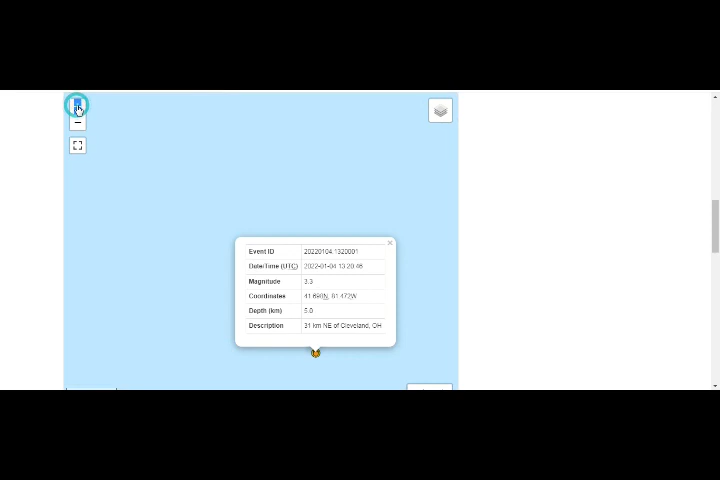 Event ID 20220104.1320001
Date/Time (UTC) 2022-01-04 13:20:46
Magnitude 3.3
Coordinates 41.690N, 81.472W
Depth (km) 5.0
Description 31 km NE of Cleveland, OH